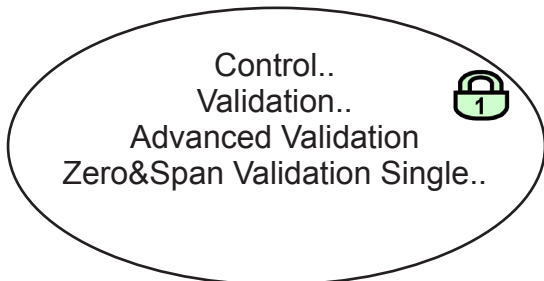 Control..
Validation..
1
Advanced Validation
Zero&Span Validation Single..